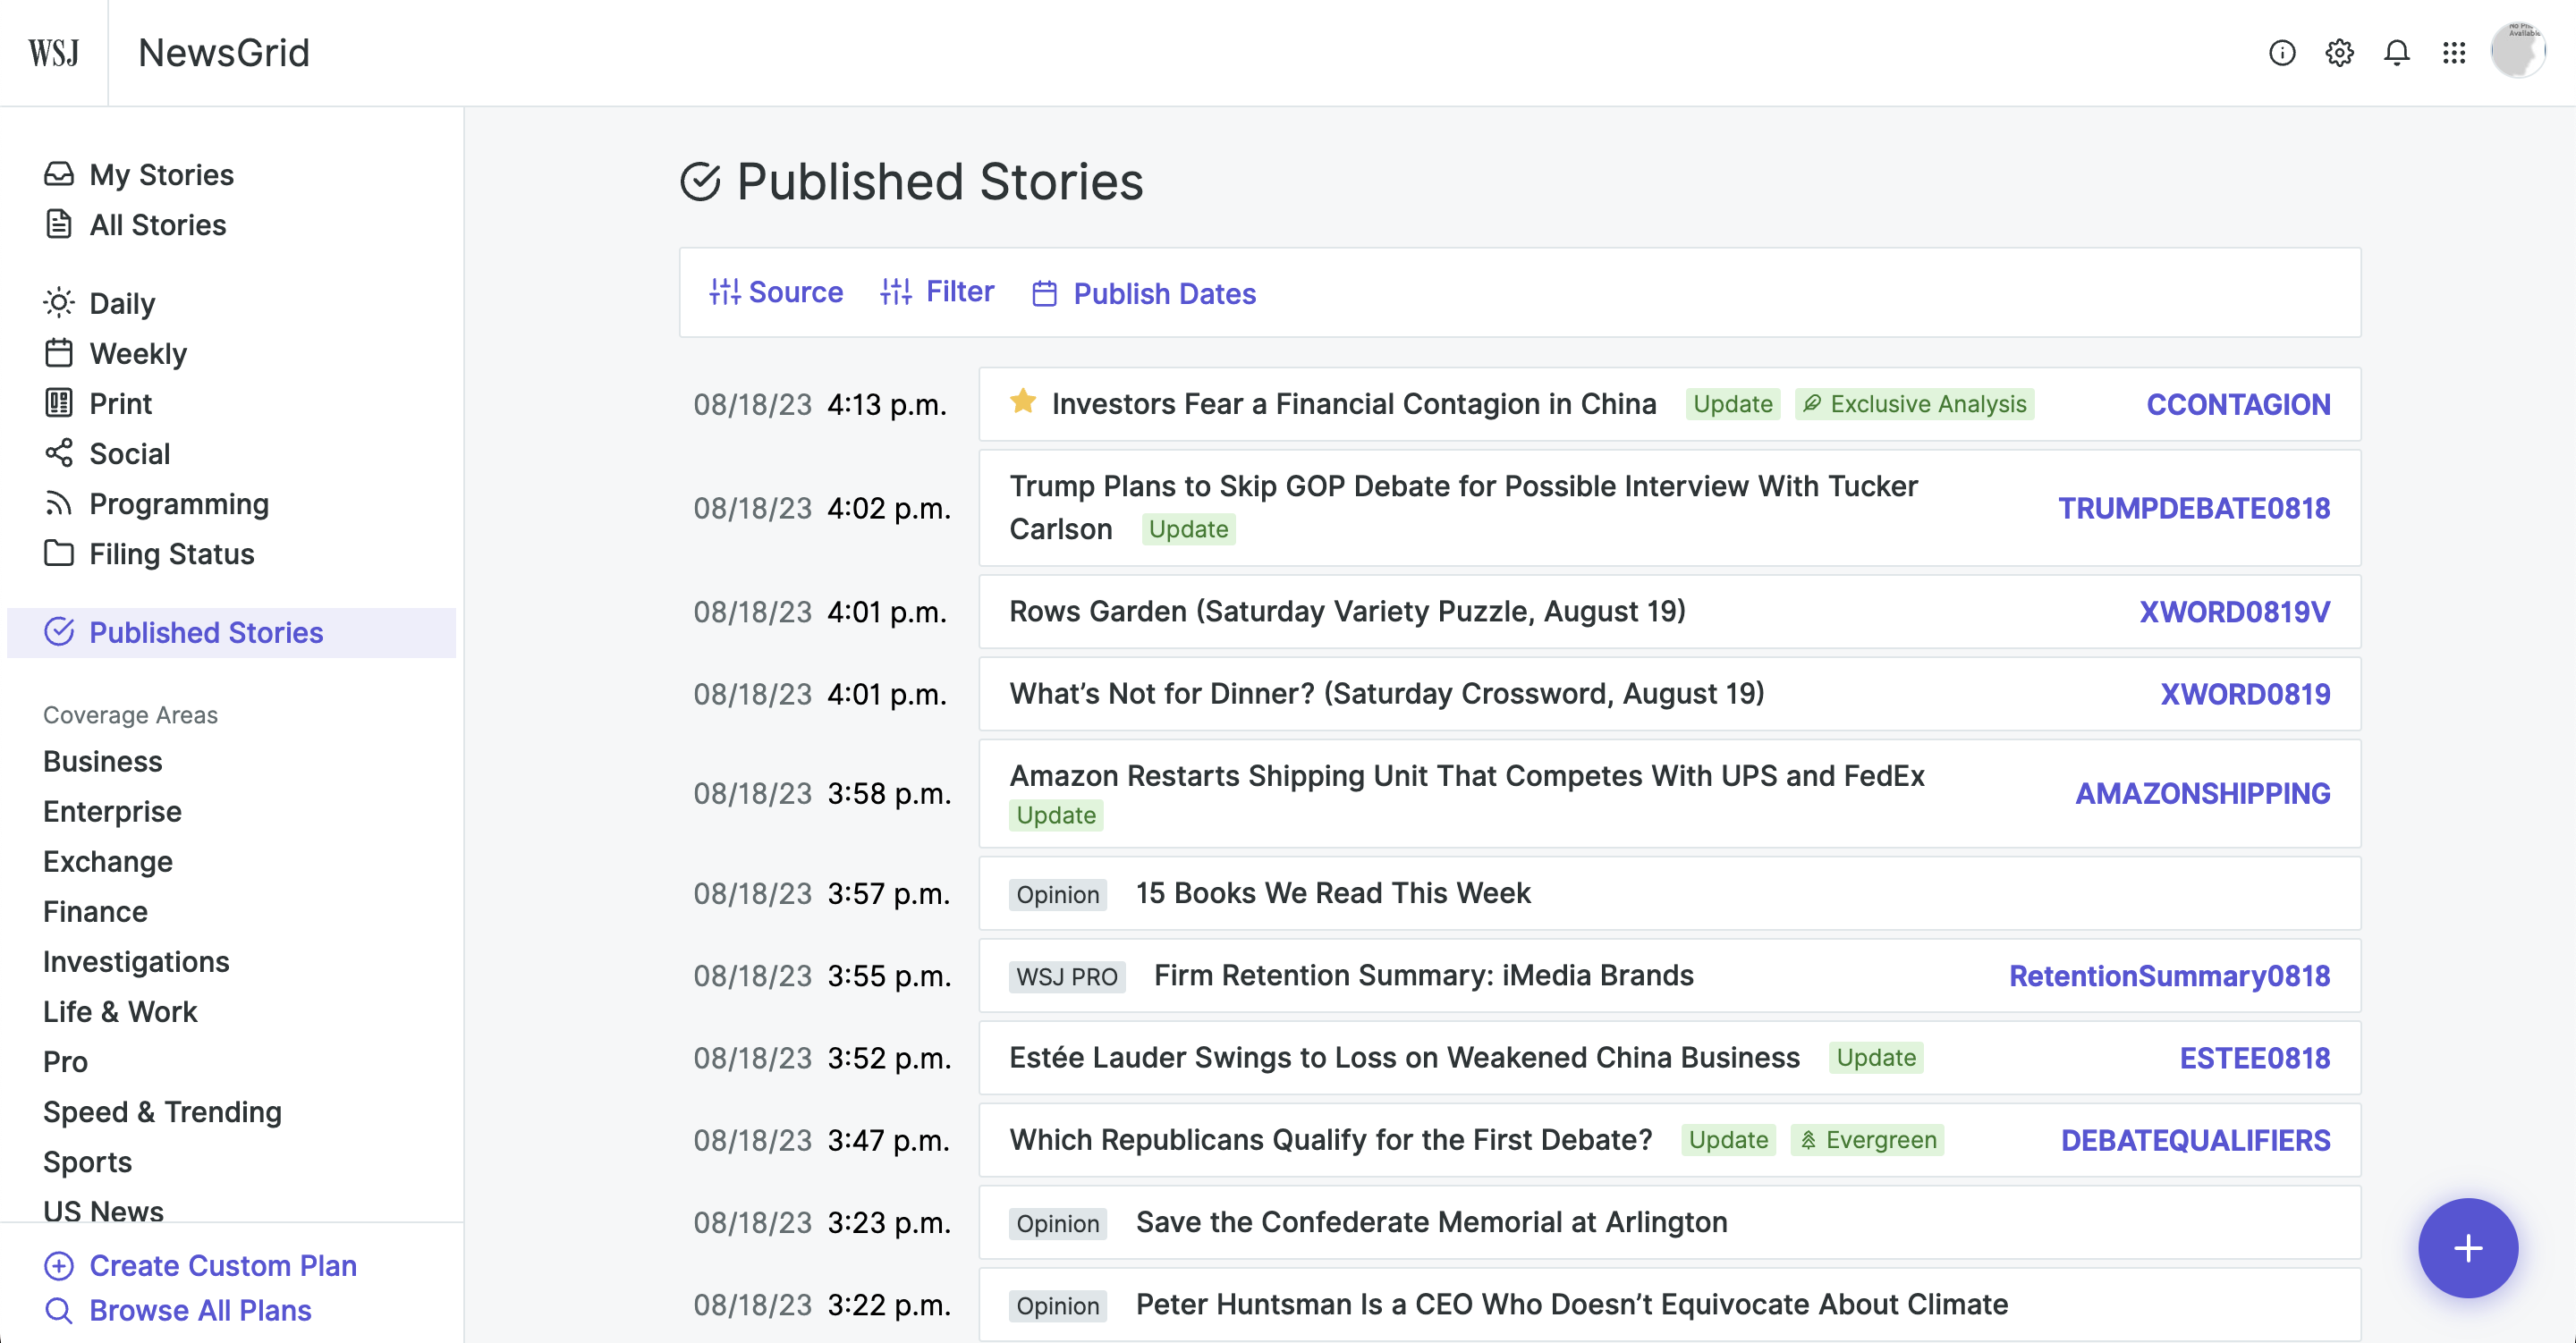 WSJ
NewsGrid
My Stories
All Stories
Daily
Weekly
Print
Social
Programming
Filing Status
Published Stories
Coverage Areas
Business
Enterprise
Exchange
Finance
Investigations
Life & Work
Pro
Speed & Trending
Sports
US News
Create Custom Plan
Browse All Plans
Published Stories
Source Filter Publish Dates
08/18/23 4:13 p.m. Investors Fear a Financial Contagion in China Update Exclusive Analysis CCONTAGION
08/18/23 4:02 p.m. Trump Plans to Skip GOP Debate for Possible Interview With Tucker
Carlson Update TRUMPDEBATE0818
08/18/23 4:01 p.m. Rows Garden (Saturday Variety Puzzle, August 19) XWORD0819V
08/18/23 4:01 p.m. What’s Not for Dinner? (Saturday Crossword, August 19) XWORD0819
08/18/23 3:58 p.m. Amazon Restarts Shipping Unit That Competes With UPS and FedEx
Update AMAZONSHIPPING
08/18/23 3:57 p.m. Opinion 15 Books We Read This Week
08/18/23 3:55 p.m. WSJ PRO Firm Retention Summary: iMedia Brands RetentionSummary0818
08/18/23 3:52 p.m. Estée Lauder Swings to Loss on Weakened China Business Update ESTEE0818
08/18/23 3:47 p.m. Which Republicans Qualify for the First Debate? Update Evergreen DEBATEQUALIFIERS
08/18/23 3:23 p.m. Opinion Save the Confederate Memorial at Arlington
08/18/23 3:22 p.m. Opinion Peter Huntsman Is a CEO Who Doesn’t Equivocate About Climate